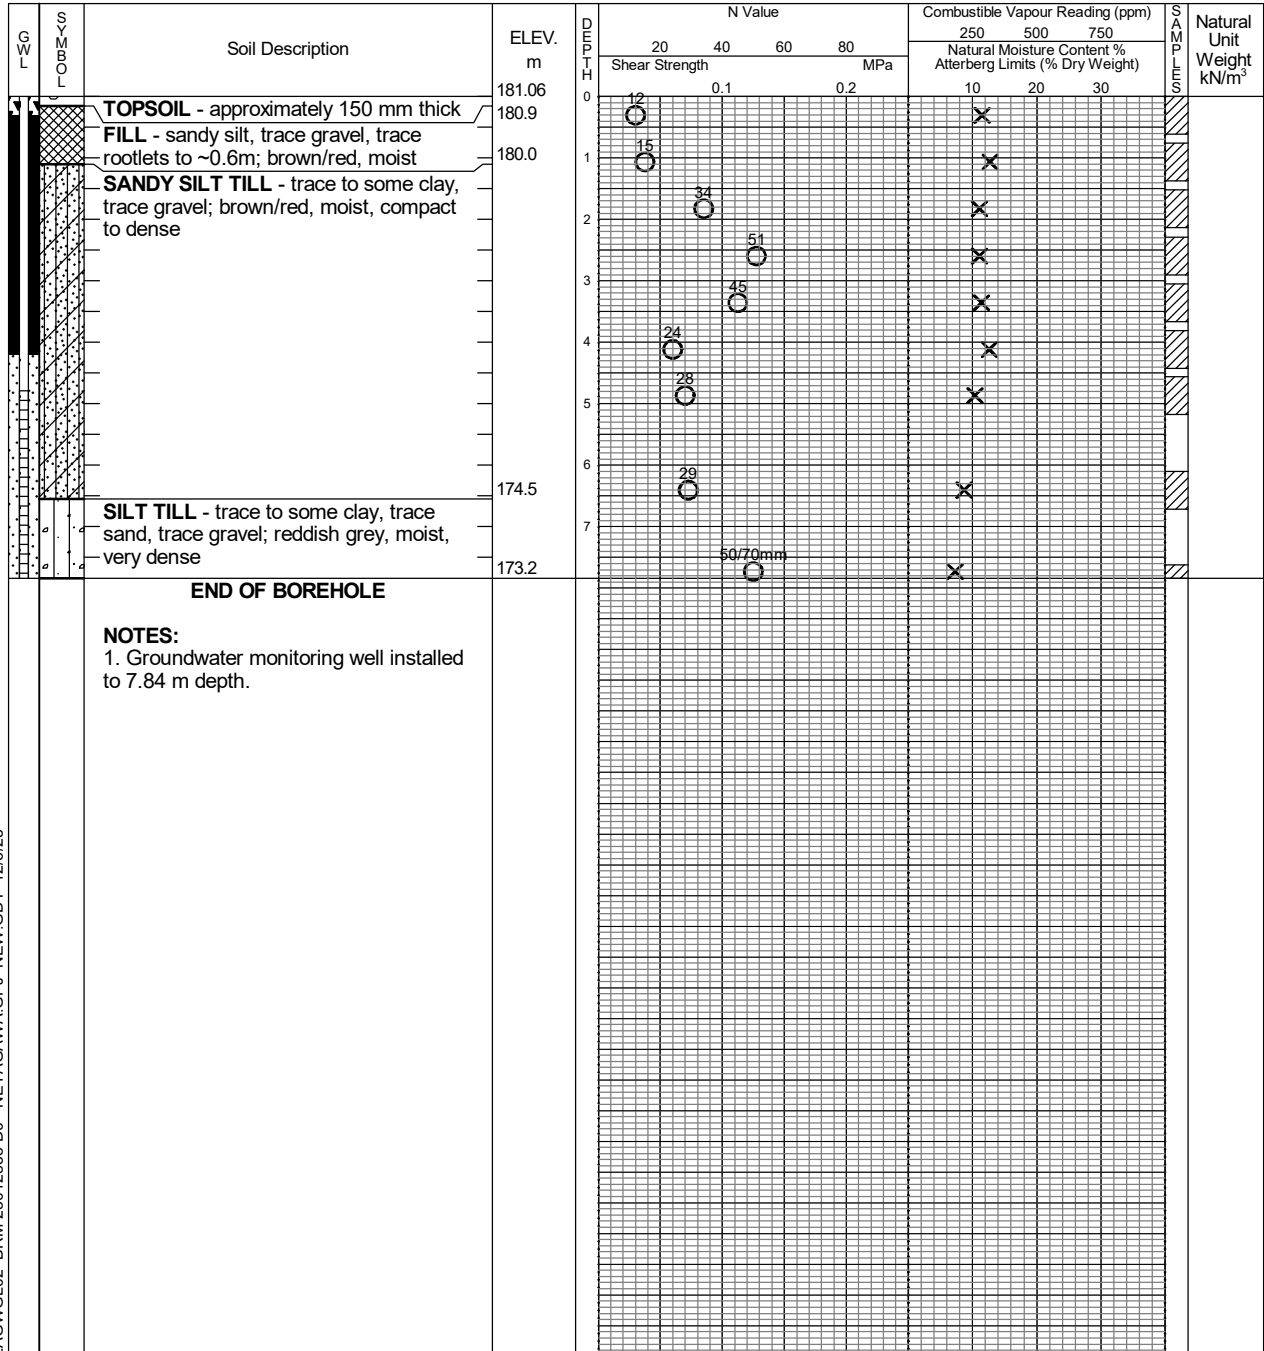 GWL
SYMBOL
Soil Description
ELEV.
m
DEPTH
N Value
20 40 60 80
Shear Strength MPa
0.1 0.2
Combustible Vapour Reading (ppm)
250 500 750
Natural Moisture Content %
Atterberg Limits (% Dry Weight)
10 20 30
SAMPLES
Natural
Unit
Weight
kN/m³
181.06
0
TOPSOIL - approximately 150 mm thick
180.9
12
FILL - sandy silt, trace gravel, trace
rootlets to ~0.6m; brown/red, moist
180.0
1
15
SANDY SILT TILL - trace to some clay,
trace gravel; brown/red, moist, compact
to dense
34
2
51
3
45
4
24
28
5
6
29
174.5
SILT TILL - trace to some clay, trace
sand, trace gravel; reddish grey, moist,
very dense
7
50/70mm
173.2
END OF BOREHOLE
NOTES:
1. Groundwater monitoring well installed
to 7.84 m depth.